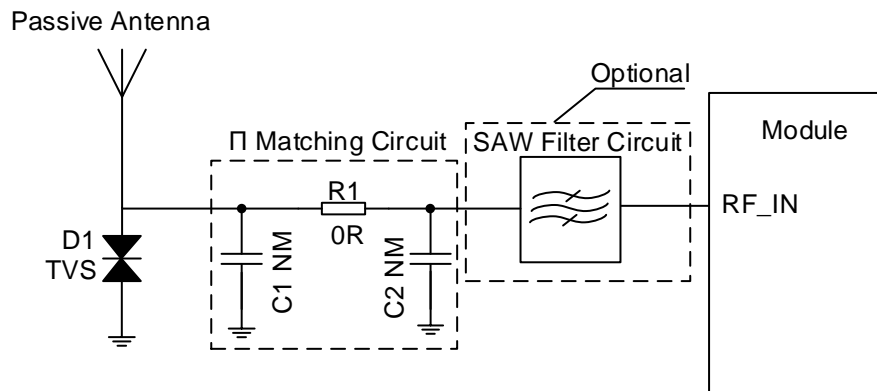 Passive Antenna
Optional
Π Matching Circuit
SAW Filter Circuit
Module
R1
0R
RF_IN
D1
TVS
C1 NM
C2 NM